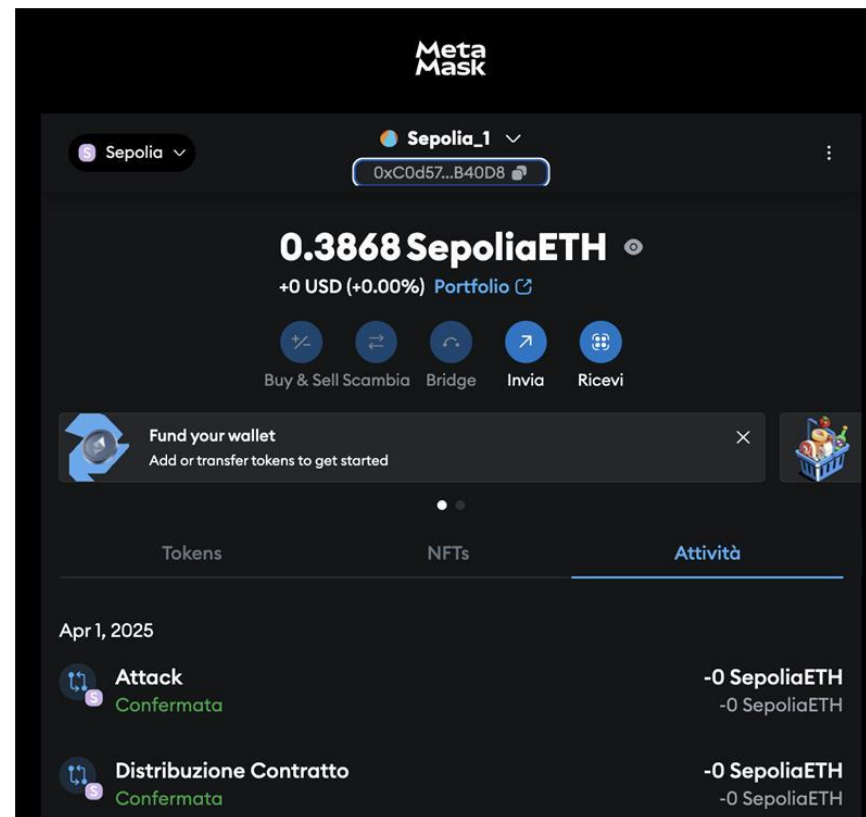 Meta
Mask
S Sepolia
Sepolia_1
0xC0d57...B40D8
0.3868 SepoliaETH
+0 USD (+0.00%) Portfolio
Buy & Sell Scambia Bridge Invia Ricevi
Fund your wallet
Add or transfer tokens to get started
Tokens NFTs Attività
Apr 1, 2025
Attack -0 SepoliaETH
S Confermata -0 SepoliaETH
Distribuzione Contratto -0 SepoliaETH
S Confermata -0 SepoliaETH